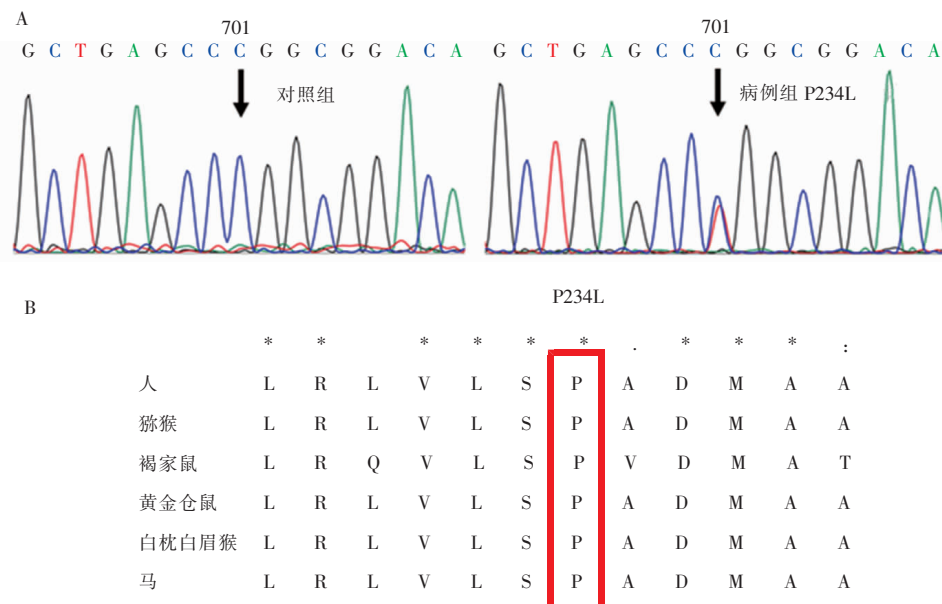 A
701 701
G C T G A G C C C G G C G G A C A G C T G A G C C C G G C G G A C A
对照组 病例组 P234L
B
P234L
* * * * * * . * * * :
人 L R L V L S P A D M A A
猕猴 L R L V L S P A D M A A
褐家鼠 L R Q V L S P V D M A T
黄金仓鼠 L R L V L S P A D M A A
白枕白眉猴 L R L V L S P A D M A A
马 L R L V L S P A D M A A